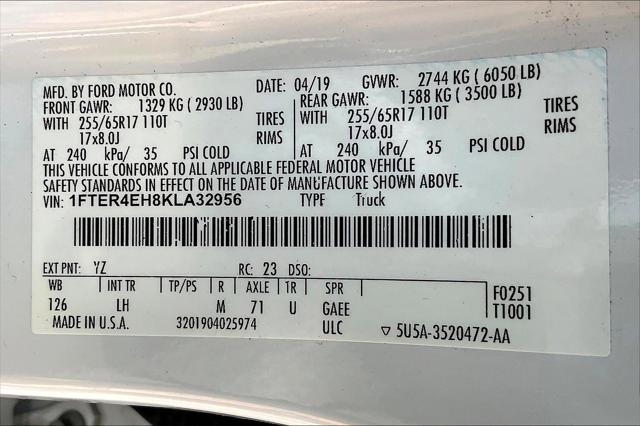 MFD. BY FORD MOTOR CO. DATE: 04/19 GVWR: 2744 KG ( 6050 LB)
FRONT GAWR: 1329 KG ( 2930 LB) REAR GAWR: 1588 KG ( 3500 LB)
WITH 255/65R17 110T TIRES WITH 255/65R17 110T TIRES
17x8.0J RIMS 17x8.0J RIMS
AT 240 kPa/ 35 PSI COLD AT 240 kPa/ 35 PSI COLD
THIS VEHICLE CONFORMS TO ALL APPLICABLE FEDERAL MOTOR VEHICLE
SAFETY STANDARDS IN EFFECT ON THE DATE OF MANUFACTURE SHOWN ABOVE.
VIN: 1FTER4EH8KLA32956 TYPE Truck
EXT PNT: YZ RC: 23 DSO:
WB INT TR TP/PS R AXLE TR SPR
126 LH M 71 U GAEE
F0251
T1001
MADE IN U.S.A. 3201904025974 ULC ▽ 5U5A-3520472-AA